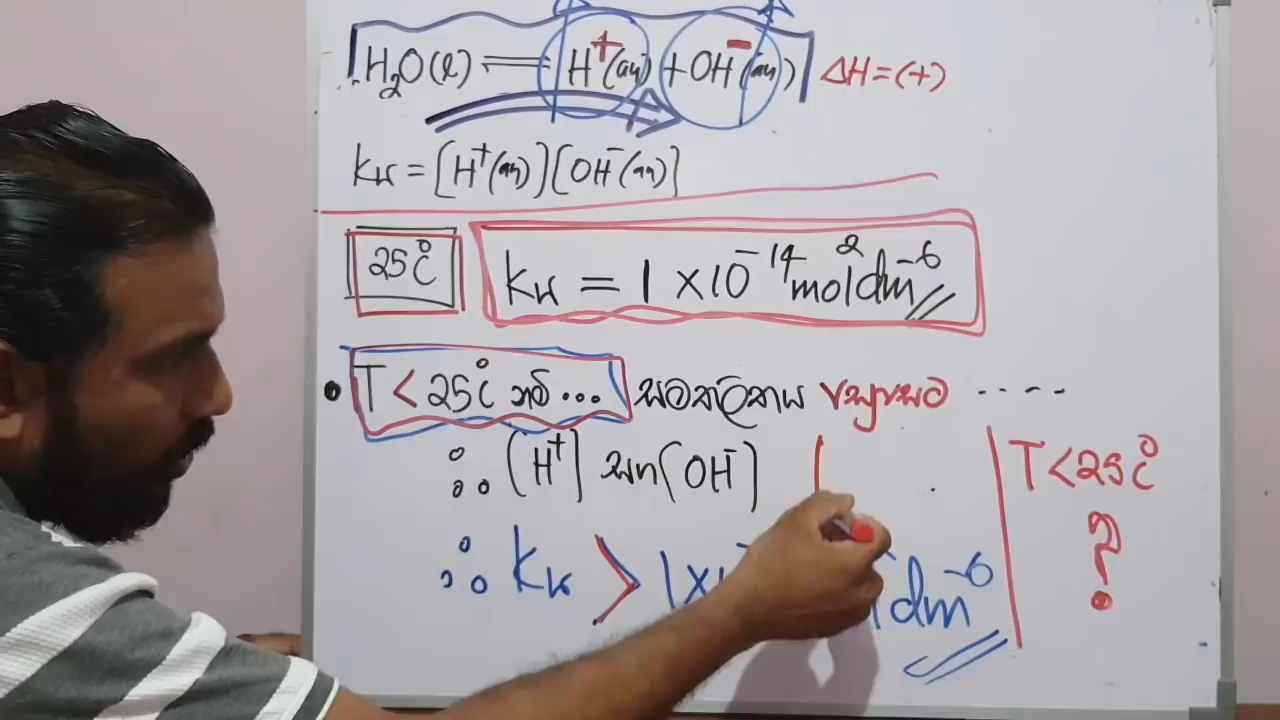 H₂O(l) ⇌ H⁺(aq) + OH⁻(aq) ΔH = (+)
Kw = [H⁺(aq)][OH⁻(aq)]
25°C Kw = 1 × 10⁻¹⁴ mol² dm⁻⁶
• T < 25°C නම් ... සමතුලිතය ....
∴ [H⁺] සහ [OH⁻]
∴ Kw > 1 × dm⁻⁶
T < 25°C
?